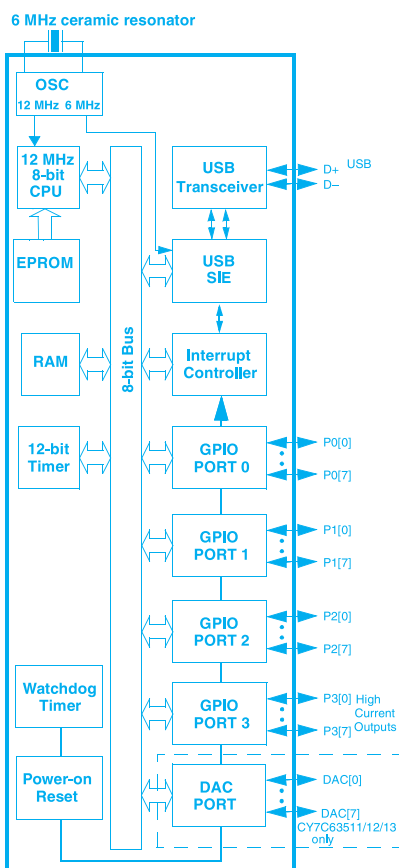 6 MHz ceramic resonator
OSC
12 MHz 6 MHz
12 MHz
8-bit
CPU
USB
Transceiver
D+ USB
D–
EPROM
USB
SIE
8-bit Bus
RAM
Interrupt
Controller
12-bit
Timer
GPIO
PORT 0
P0[0]
P0[7]
GPIO
PORT 1
P1[0]
P1[7]
GPIO
PORT 2
P2[0]
P2[7]
Watchdog
Timer
GPIO
PORT 3
P3[0] High
Current
P3[7] Outputs
Power-on
Reset
DAC
PORT
DAC[0]
DAC[7]
CY7C63511/12/13
only